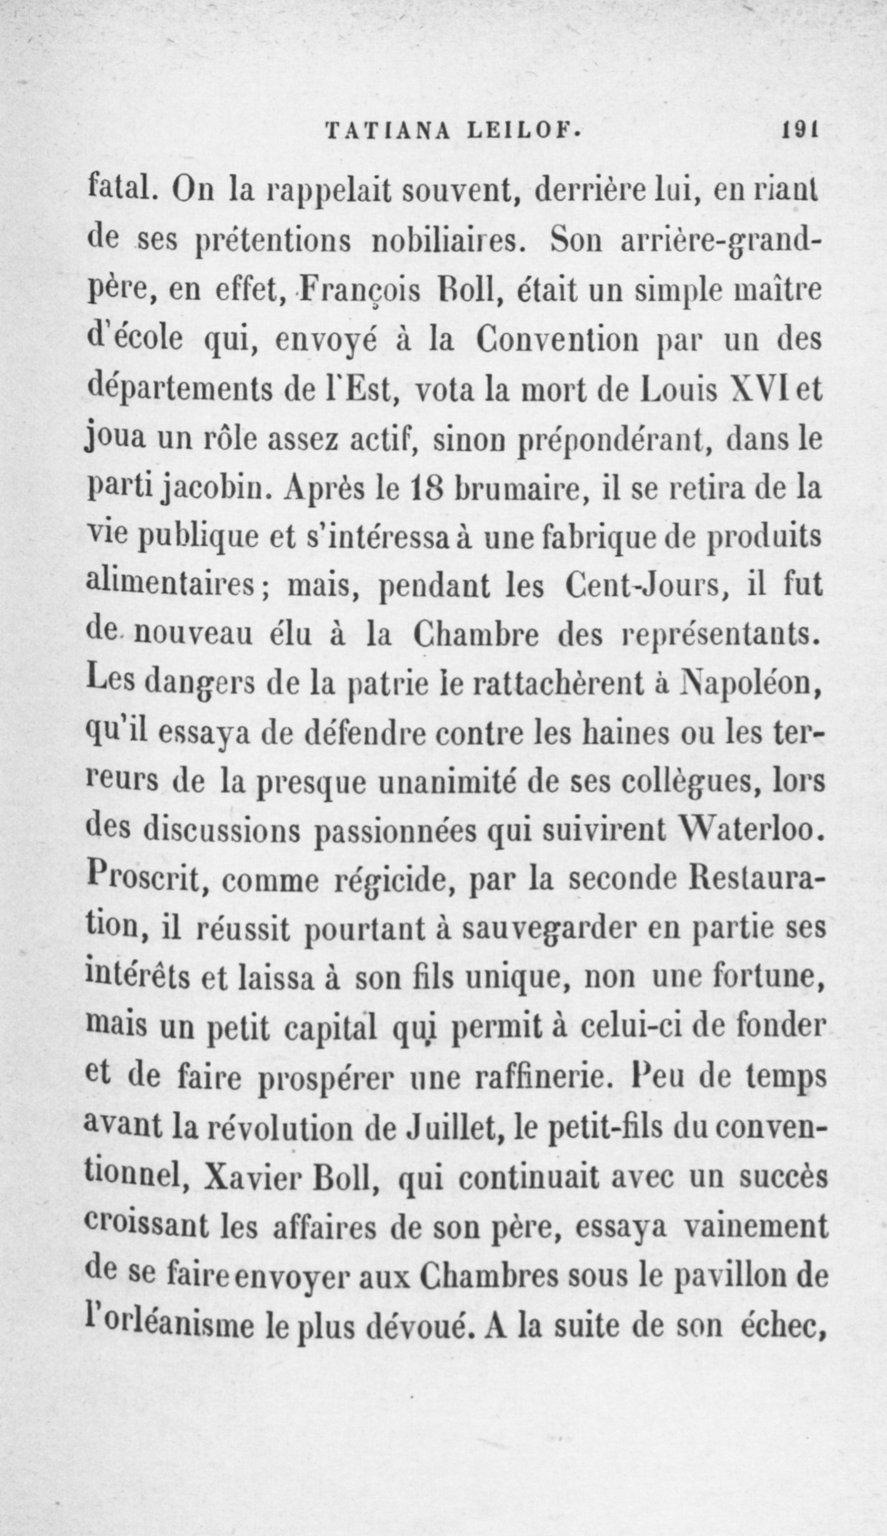 TATIANA LEILOF. 191
fatal. On la rappelait souvent, derrière lui, en riant
de ses prétentions nobiliaires. Son arrière-grand-
père, en effet, François Boll, était un simple maître
d'école qui, envoyé à la Convention par un des
départements de l'Est, vota la mort de Louis XVI et
joua un rôle assez actif, sinon prépondérant, dans le
parti jacobin. Après le 18 brumaire, il se retira de la
vie publique et s'intéressa à une fabrique de produits
alimentaires ; mais, pendant les Cent-Jours, il fut
de nouveau élu à la Chambre des représentants.
Les dangers de la patrie le rattachèrent à Napoléon,
qu'il essaya de défendre contre les haines ou les ter-
reurs de la presque unanimité de ses collègues, lors
des discussions passionnées qui suivirent Waterloo.
Proscrit, comme régicide, par la seconde Restaura-
tion, il réussit pourtant à sauvegarder en partie ses
intérêts et laissa à son fils unique, non une fortune,
mais un petit capital qui permit à celui-ci de fonder
et de faire prospérer une raffinerie. Peu de temps
avant la révolution de Juillet, le petit-fils du conven-
tionnel, Xavier Boll, qui continuait avec un succès
croissant les affaires de son père, essaya vainement
de se faire envoyer aux Chambres sous le pavillon de
l'orléanisme le plus dévoué. A la suite de son échec,